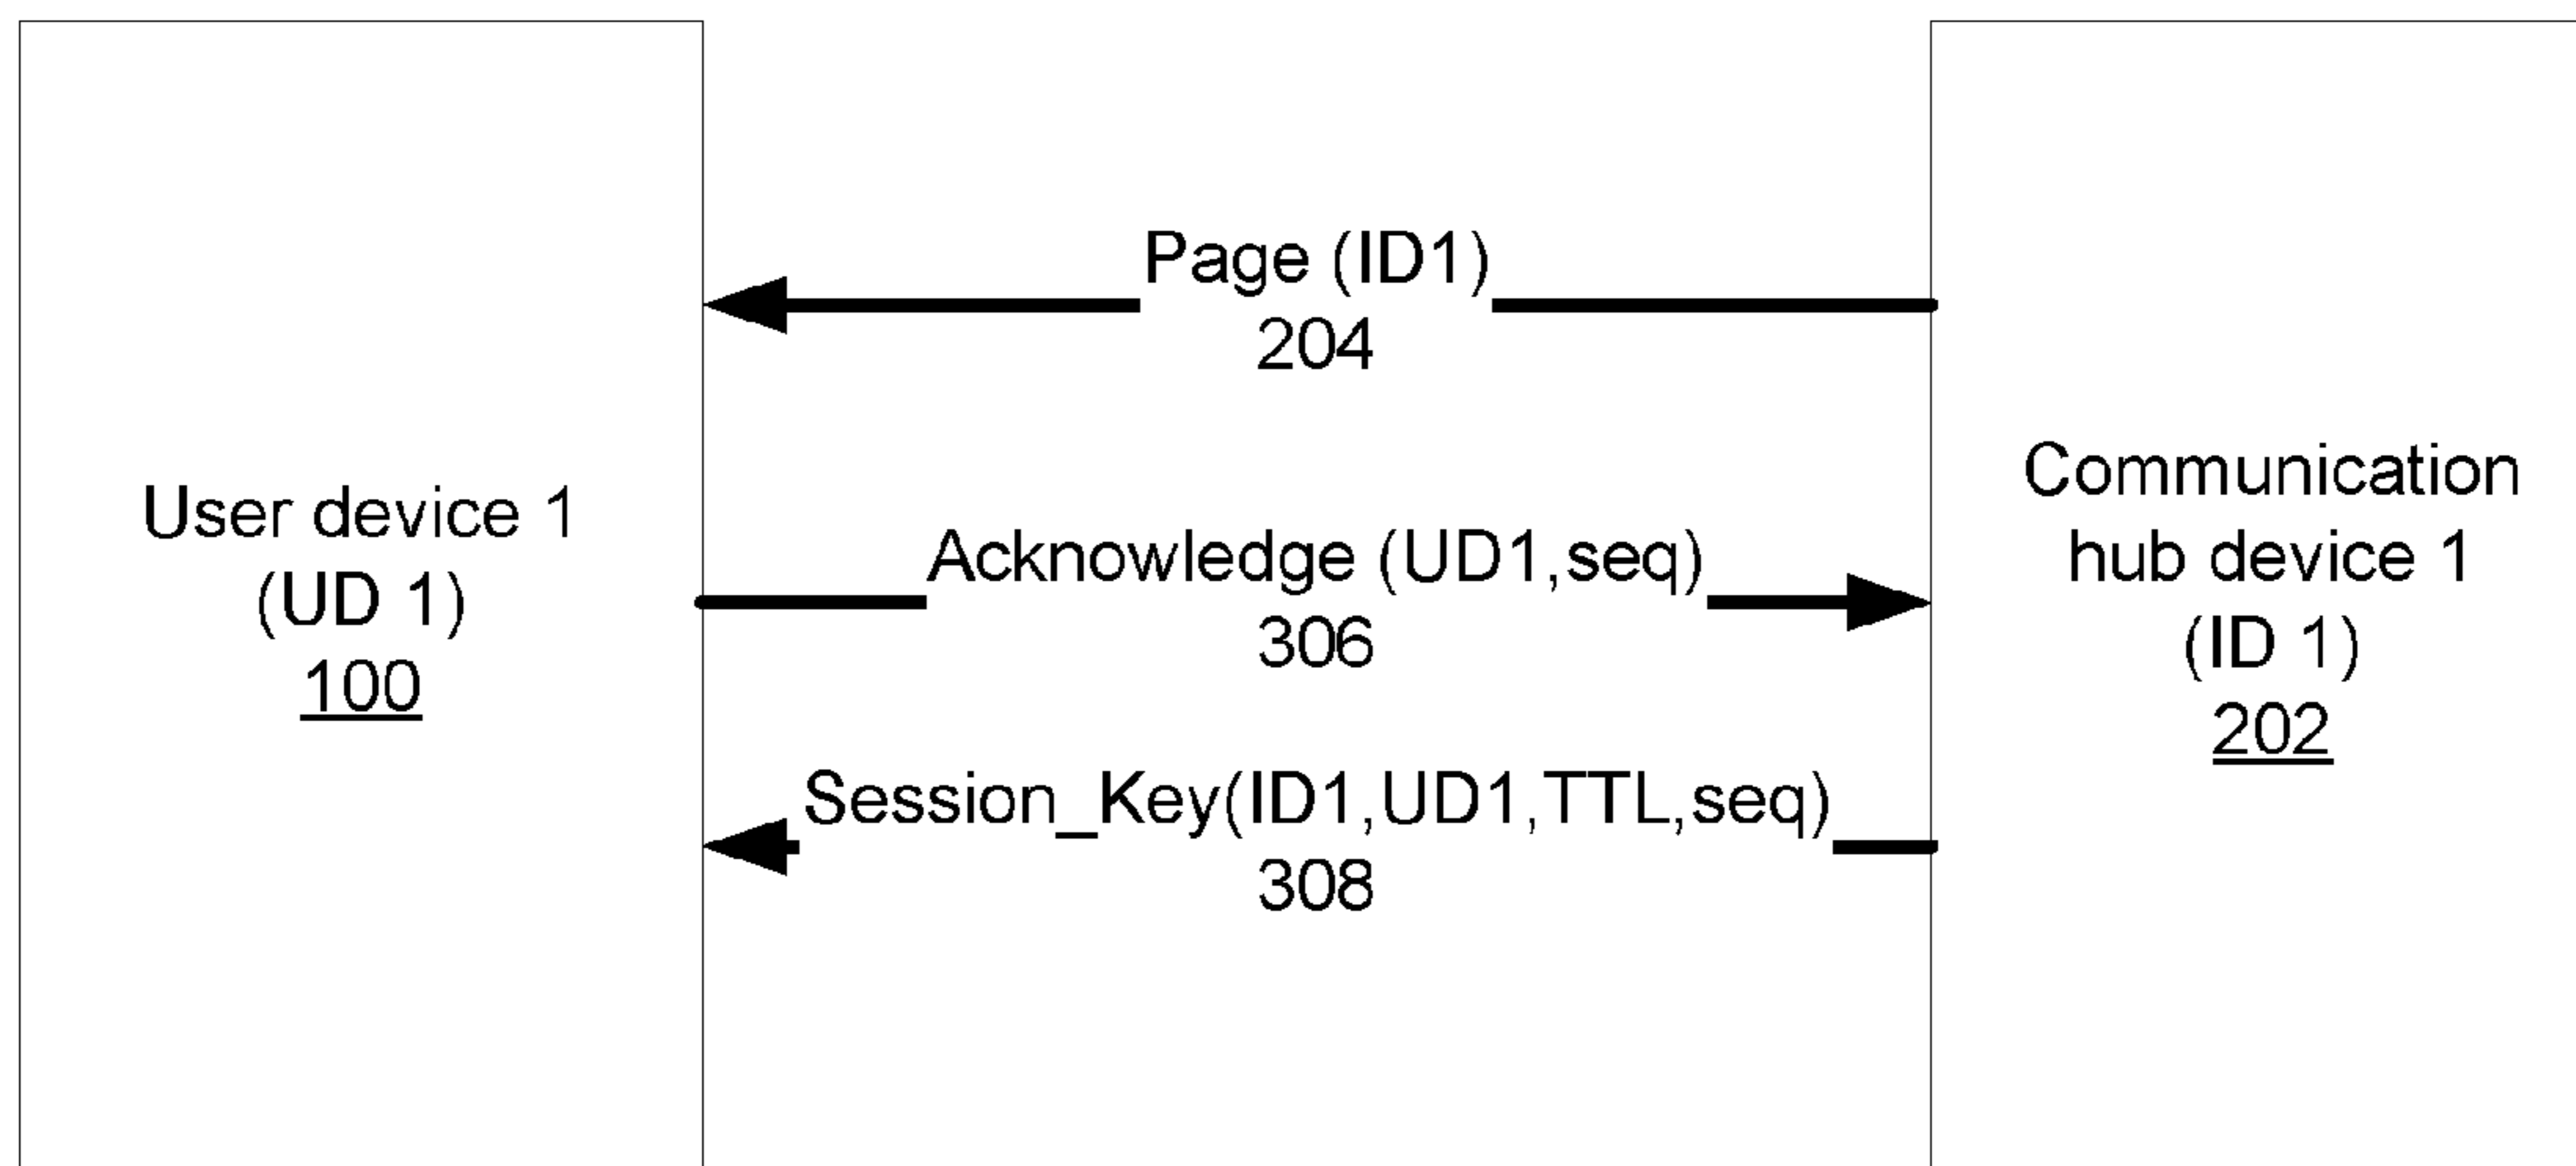 User device 1
(UD 1)
100
Page (ID1)
204
Acknowledge (UD1,seq)
306
Session_Key(ID1,UD1,TTL,seq)
308
Communication
hub device 1
(ID 1)
202